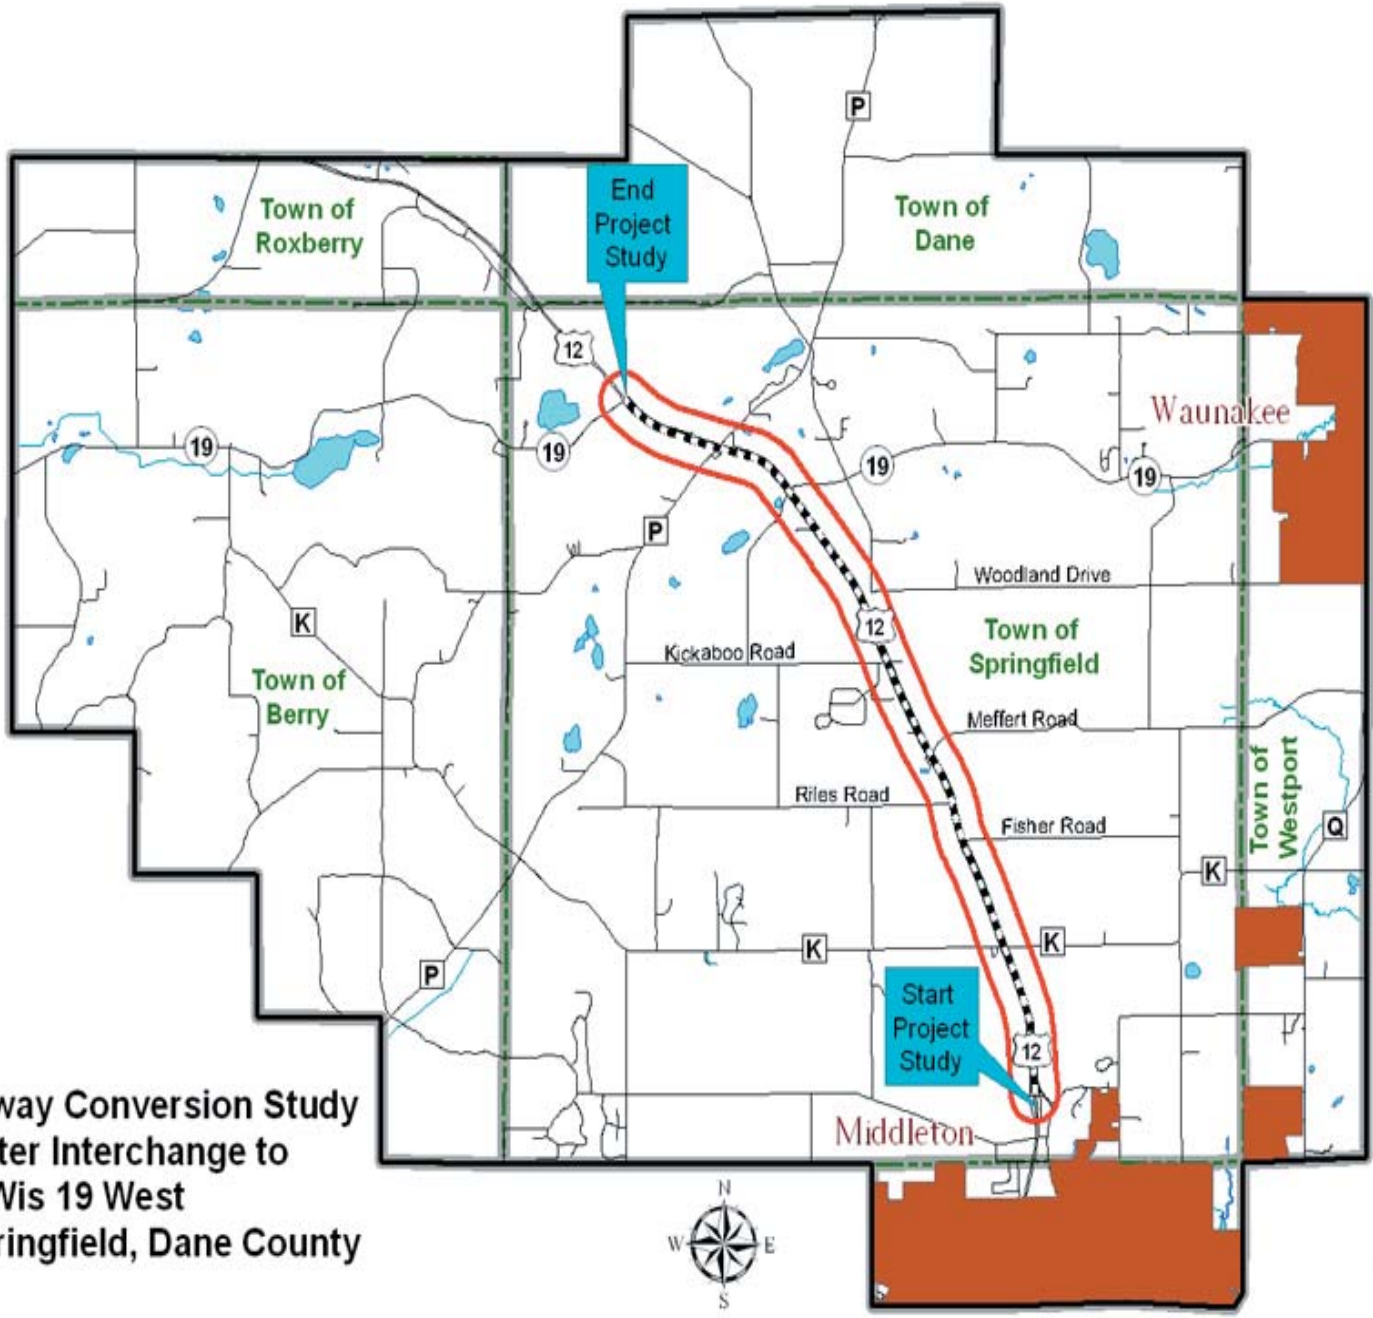 P
Town of
Roxberry
End
Project
Study
Town of
Dane
12
Waunakee
19
19
19
19
P
Woodland Drive
K
12
Town of
Springfield
Kickaboo Road
Town of
Berry
Meffert Road
Town of
Westport
Riles Road
Fisher Road
Q
K
K
K
P
Start
Project
Study
12
Middleton
way Conversion Study
ter Interchange to
Wis 19 West
ringfield, Dane County
N
W
E
S